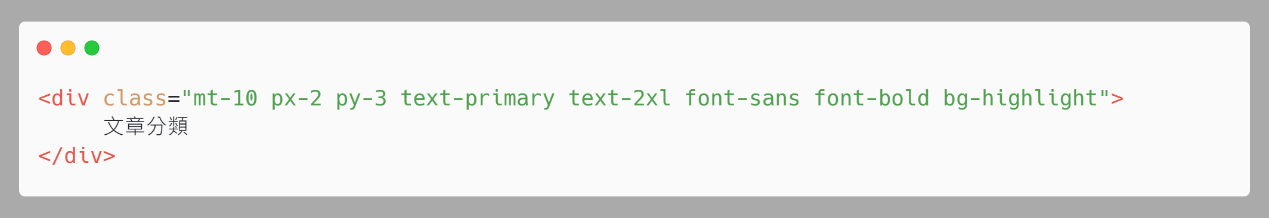 <div class="mt-10 px-2 py-3 text-primary text-2xl font-sans font-bold bg-highlight">
文章分類
</div>